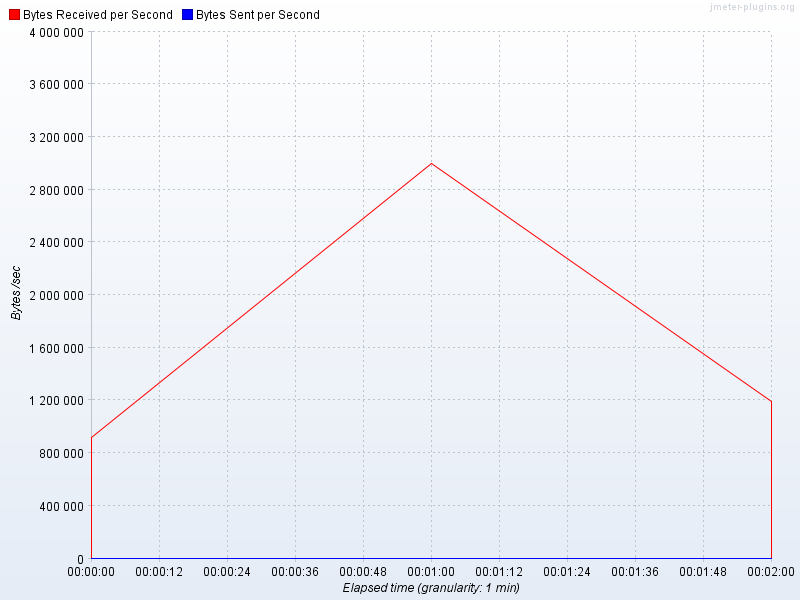 jmeter-plugins.org
Bytes Received per Second Bytes Sent per Second
4 000 000
3 600 000
3 200 000
2 800 000
2 400 000
2 000 000
1 600 000
1 200 000
800 000
400 000
0
Bytes /sec
00:00:00 00:00:12 00:00:24 00:00:36 00:00:48 00:01:00 00:01:12 00:01:24 00:01:36 00:01:48 00:02:00
Elapsed time (granularity: 1 min)